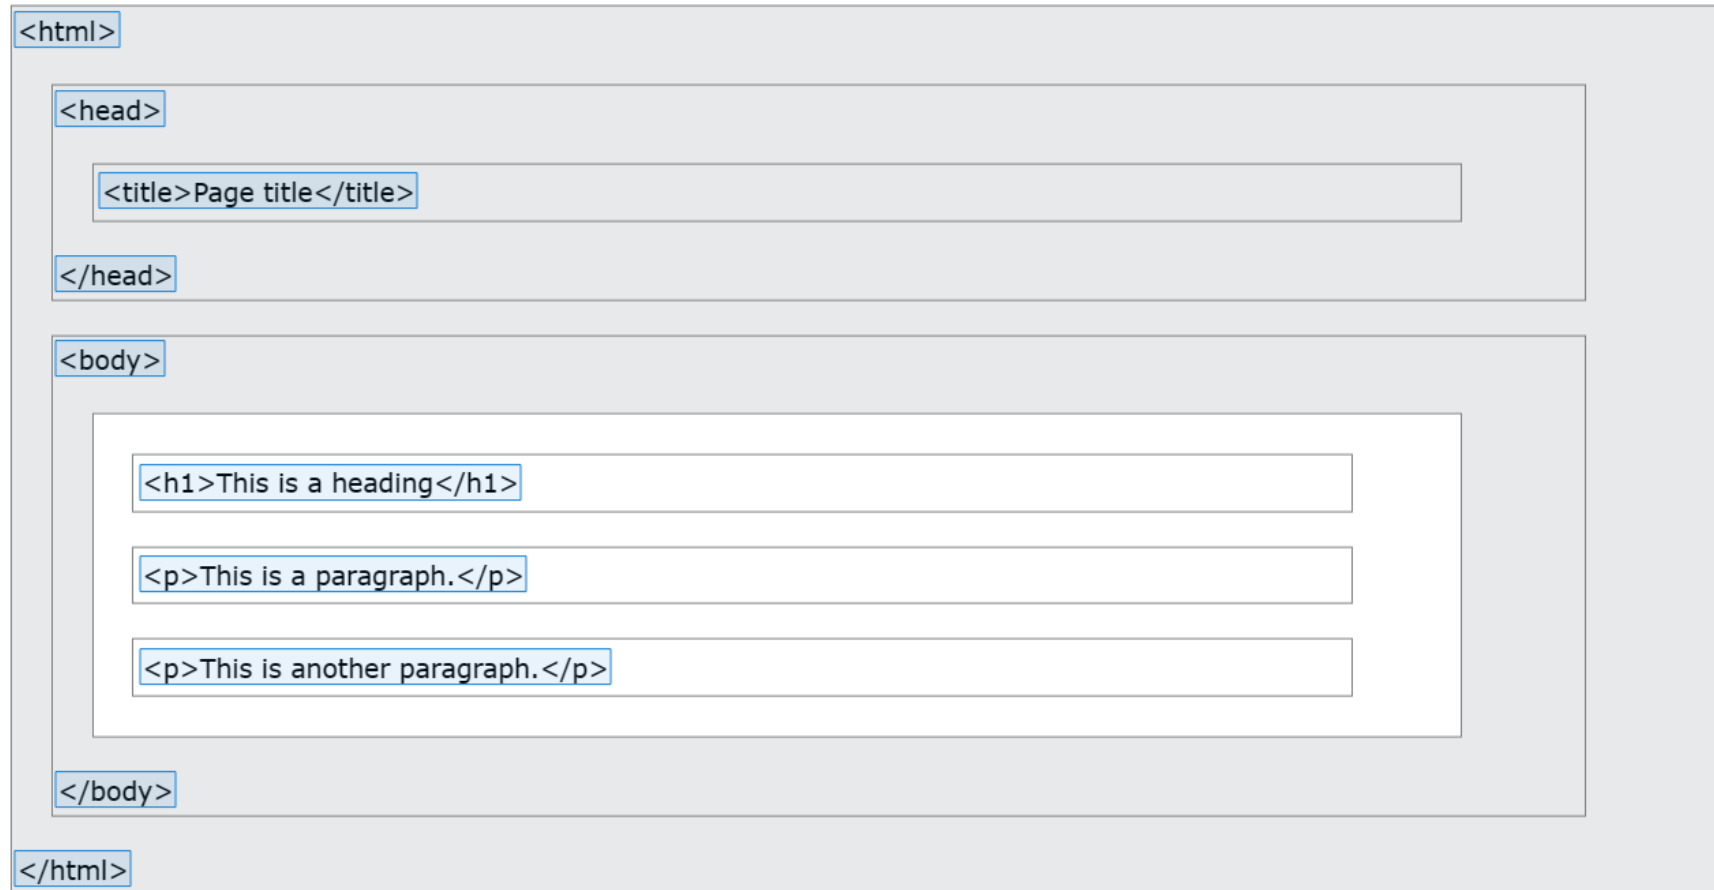 <html>
<head>
<title>Page title</title>
</head>
<body>
<h1>This is a heading</h1>
<p>This is a paragraph.</p>
<p>This is another paragraph.</p>
</body>
</html>